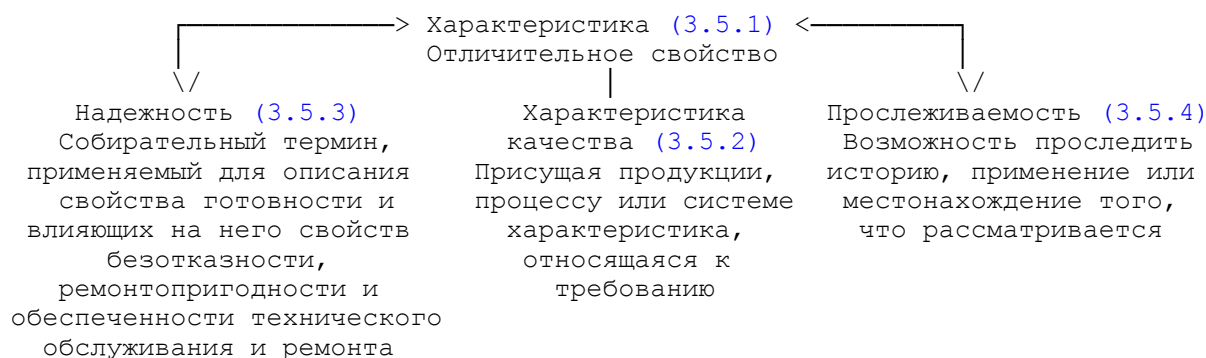 Характеристика (3.5.1)
Отличительное свойство
Надежность (3.5.3)
Собирательный термин,
применяемый для описания
свойства готовности и
влияющих на него свойств
безотказности,
ремонтопригодности и
обеспеченности технического
обслуживания и ремонта
Характеристика
качества (3.5.2)
Присущая продукции,
процессу или системе
характеристика,
относящаяся к
требованию
Прослеживаемость (3.5.4)
Возможность проследить
историю, применение или
местонахождение того,
что рассматривается